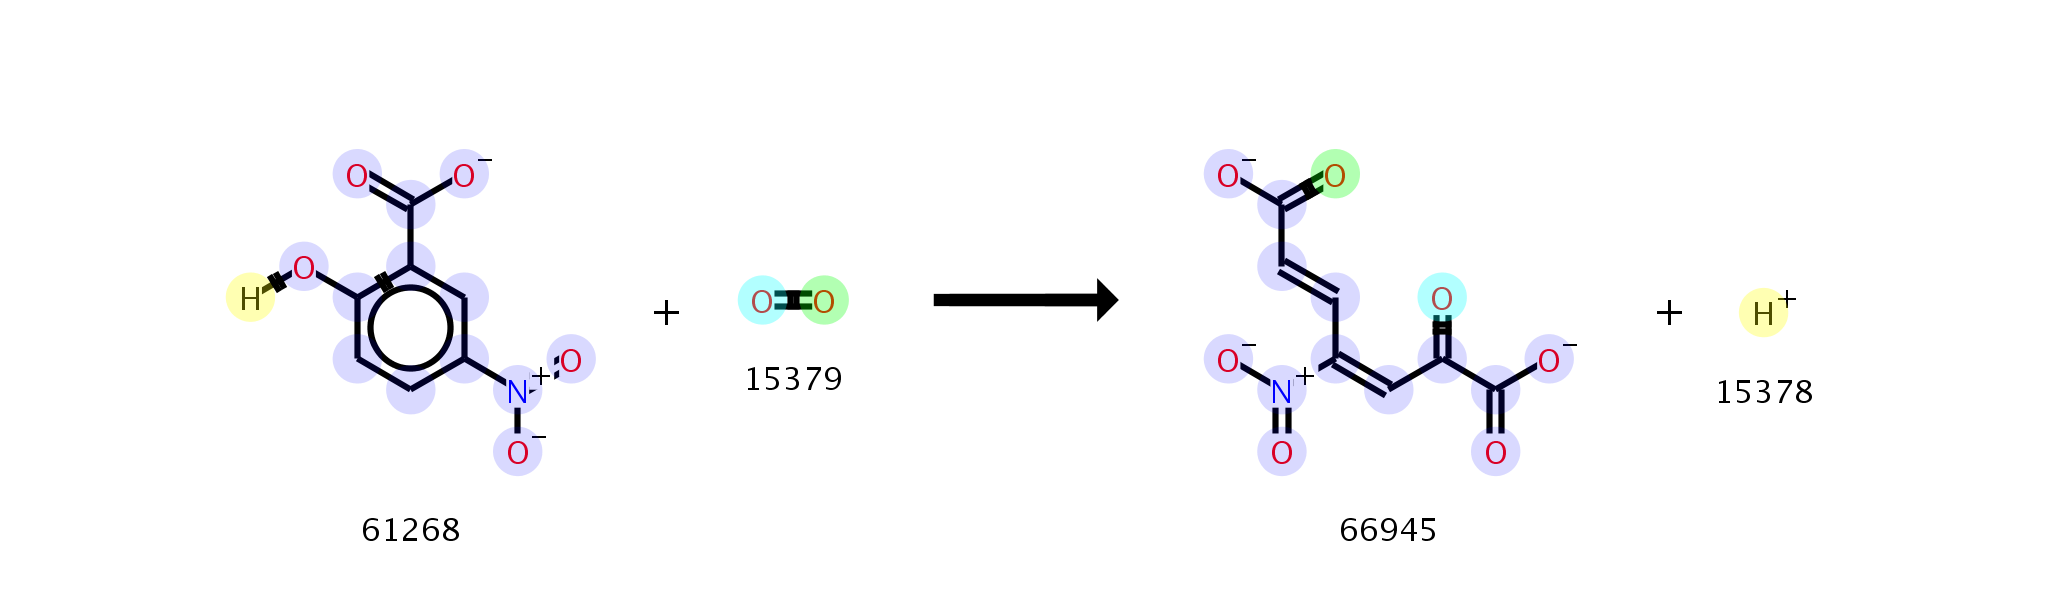 O O⁻
H O
N⁺ O
O⁻
61268
+
O O
15379
O⁻ O
O
O⁻ N⁺ O⁻
O O
66945
+
H⁺
15378